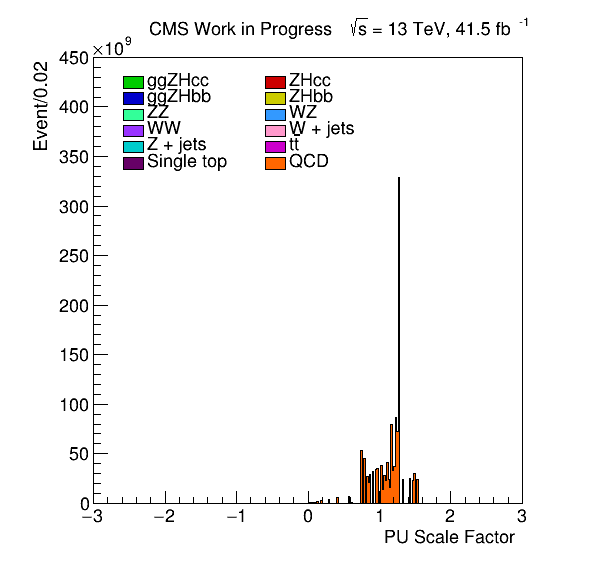 CMS Work in Progress √s = 13 TeV, 41.5 fb -1
×10^9
Event/0.02
450
400
350
300
250
200
150
100
50
0
ggZHcc ZHcc
ggZHbb ZHbb
ZZ WZ
WW W + jets
Z + jets tt̄
Single top QCD
−3 −2 −1 0 1 2 3
PU Scale Factor